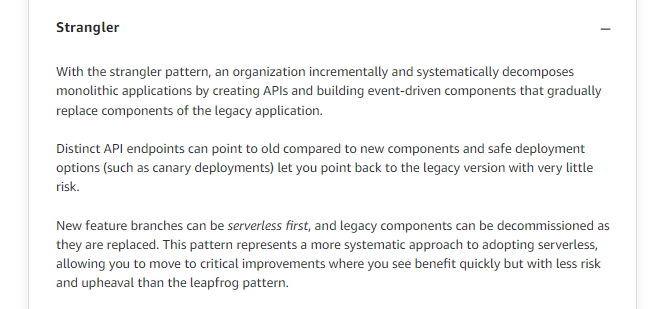 Strangler
With the strangler pattern, an organization incrementally and systematically decomposes
monolithic applications by creating APIs and building event-driven components that gradually
replace components of the legacy application.
Distinct API endpoints can point to old compared to new components and safe deployment
options (such as canary deployments) let you point back to the legacy version with very little
risk.
New feature branches can be serverless first, and legacy components can be decommissioned as
they are replaced. This pattern represents a more systematic approach to adopting serverless,
allowing you to move to critical improvements where you see benefit quickly but with less risk
and upheaval than the leapfrog pattern.